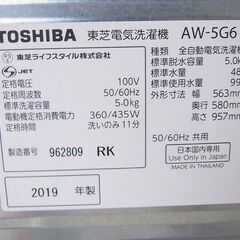 TOSHIBA 東芝電気洗濯機 AW-5G6
東芝ライフスタイル株式会社
S JET
定格電圧 100V
定格周波数 50/60Hz
標準洗濯容量 5.0kg
電動機定格消費電力 360/435W
定格時間 洗いのみ 11分
製造番号 962809 RK
2019 年製
種類 全自動電気洗濯
標準脱水容量 5.0k
標準水量 48
標準使用水量 99
外形寸法 幅 563mm
奥行 580mm
高さ 957mm
50/60Hz 共用
日本国内専用
Use only in Japan
MADE IN THAILAND